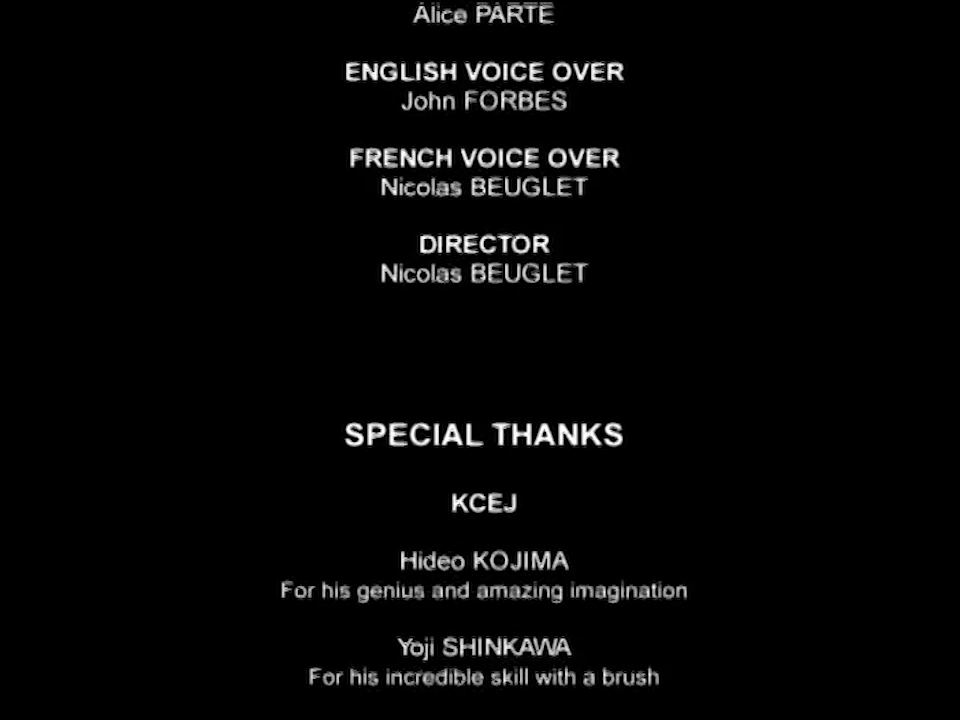 Alice PARTE
ENGLISH VOICE OVER
John FORBES
FRENCH VOICE OVER
Nicolas BEUGLET
DIRECTOR
Nicolas BEUGLET
SPECIAL THANKS
KCEJ
Hideo KOJIMA
For his genius and amazing imagination
Yoji SHINKAWA
For his incredible skill with a brush